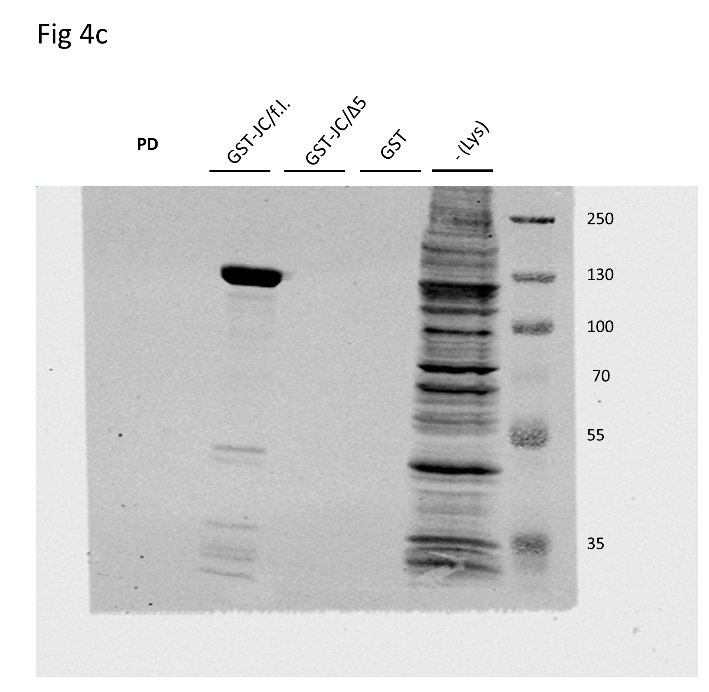 Fig 4c
PD
GST-JC/f.l.
GST-JC/Δ5
GST
- (Lys)
250
130
100
70
55
35